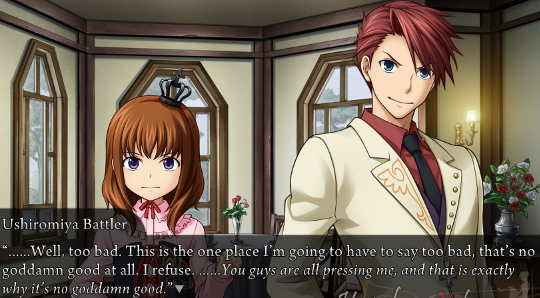 Ushiromiya Battler
“......Well, too bad. This is the one place I’m going to have to say too bad, that’s no
goddamn good at all. I refuse. ......You guys are all pressing me, and that is exactly
why it’s no goddamn good.”